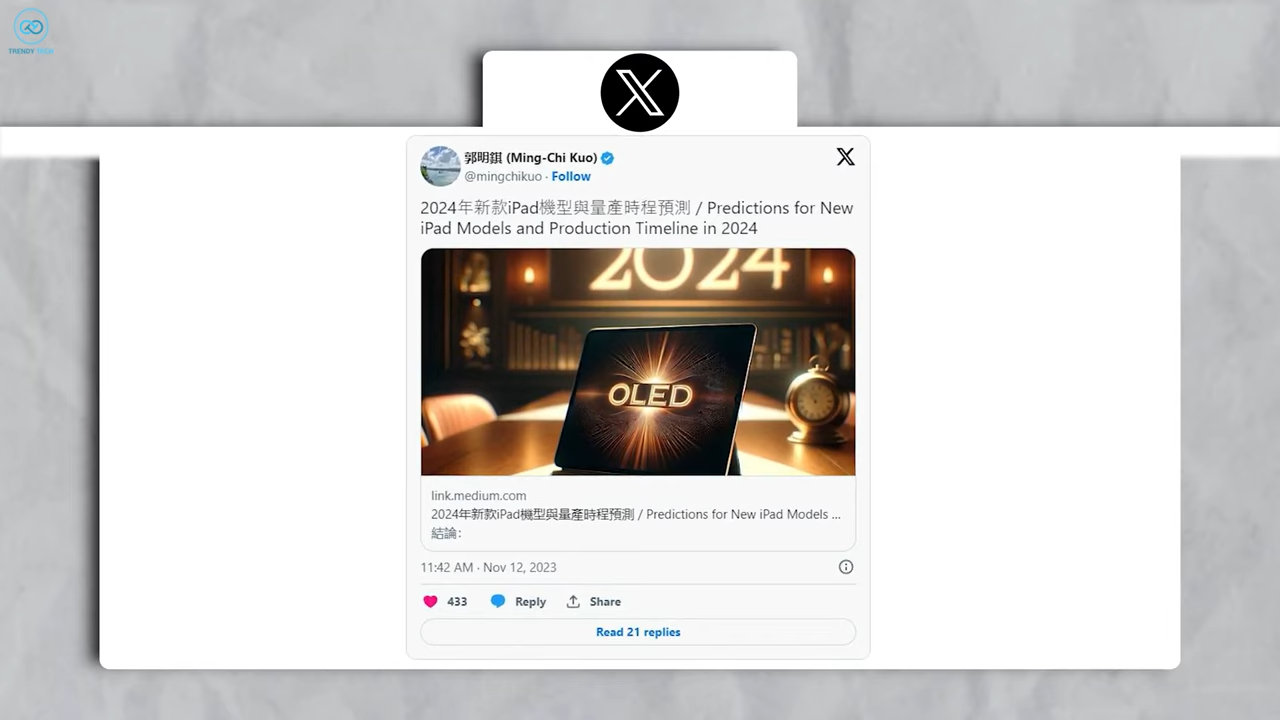 TRENDY TECH
郭明錤 (Ming-Chi Kuo)
@mingchikuo · Follow
2024年新款iPad機型與量產時程預測 / Predictions for New
iPad Models and Production Timeline in 2024
2024
OLED
link.medium.com
2024年新款iPad機型與量產時程預測 / Predictions for New iPad Models ...
結論：
11:42 AM · Nov 12, 2023
433 Reply Share
Read 21 replies